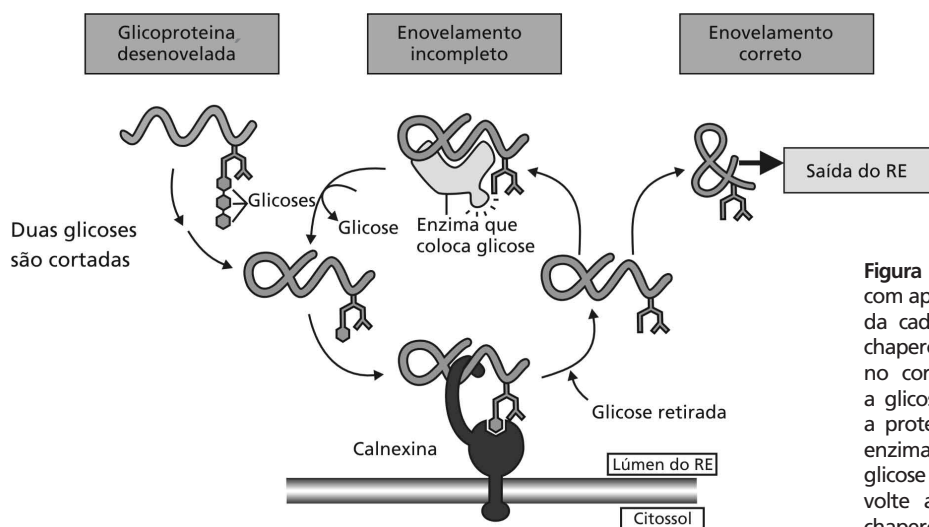 Glicoproteina
desenovelada
Enovelamento
incompleto
Enovelamento
correto
Saída do RE
Glicoses
Glicose
Enzima que
coloca glicose
Duas glicoses
são cortadas
Glicose retirada
Calnexina
Lúmen do RE
Citossol
Figura
com ap
da cad
chaper
no cor
a glicos
a prote
enzima
glicose
volte a